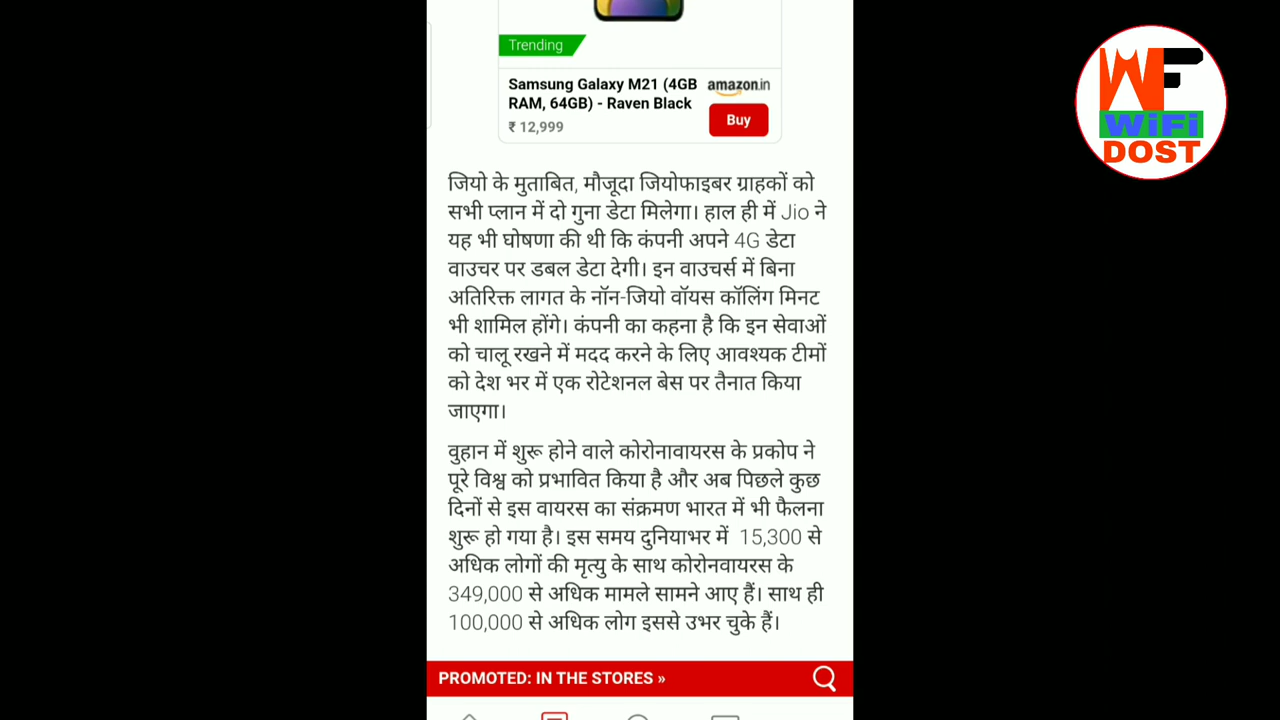 Trending
Samsung Galaxy M21 (4GB
RAM, 64GB) - Raven Black
₹ 12,999
amazon.in
Buy
WF
WiFi
DOST
जियो के मुताबित, मौजूदा जियोफाइबर ग्राहकों को
सभी प्लान में दो गुना डेटा मिलेगा। हाल ही में Jio ने
यह भी घोषणा की थी कि कंपनी अपने 4G डेटा
वाउचर पर डबल डेटा देगी। इन वाउचर्स में बिना
अतिरिक्त लागत के नॉन-जियो वॉयस कॉलिंग मिनट
भी शामिल होंगे। कंपनी का कहना है कि इन सेवाओं
को चालू रखने में मदद करने के लिए आवश्यक टीमों
को देश भर में एक रोटेशनल बेस पर तैनात किया
जाएगा।
वुहान में शुरू होने वाले कोरोनावायरस के प्रकोप ने
पूरे विश्व को प्रभावित किया है और अब पिछले कुछ
दिनों से इस वायरस का संक्रमण भारत में भी फैलना
शुरू हो गया है। इस समय दुनियाभर में 15,300 से
अधिक लोगों की मृत्यु के साथ कोरोनवायरस के
349,000 से अधिक मामले सामने आए हैं। साथ ही
100,000 से अधिक लोग इससे उभर चुके हैं।
PROMOTED: IN THE STORES »